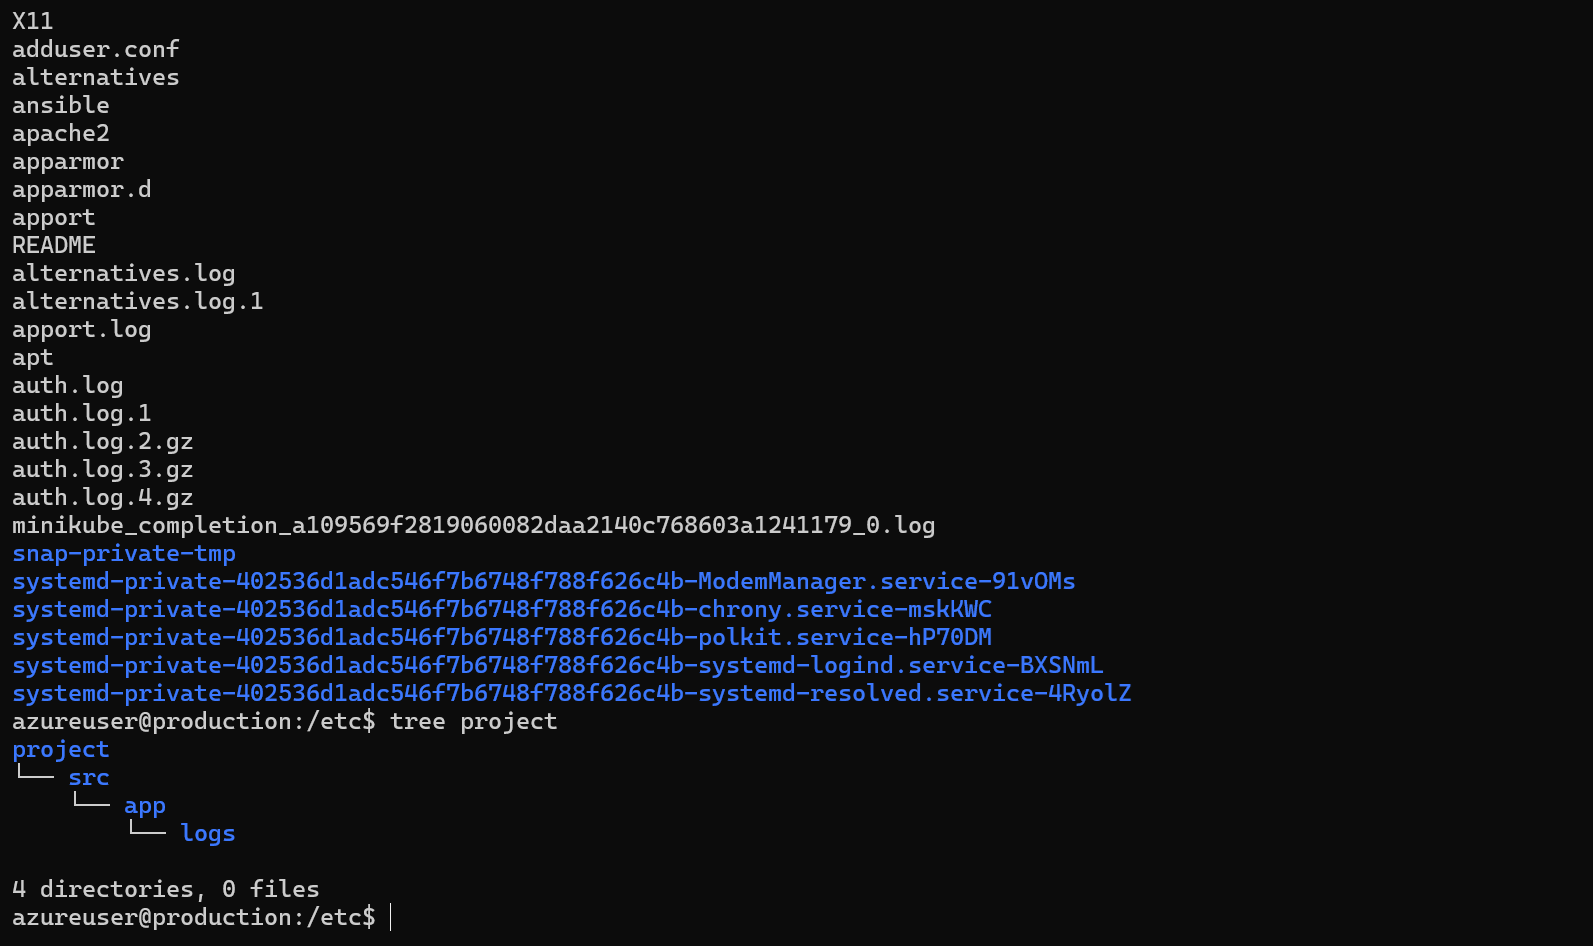 X11
adduser.conf
alternatives
ansible
apache2
apparmor
apparmor.d
apport
README
alternatives.log
alternatives.log.1
apport.log
apt
auth.log
auth.log.1
auth.log.2.gz
auth.log.3.gz
auth.log.4.gz
minikube_completion_a109569f2819060082daa2140c768603a1241179_0.log
snap-private-tmp
systemd-private-402536d1adc546f7b6748f788f626c4b-ModemManager.service-91vOMs
systemd-private-402536d1adc546f7b6748f788f626c4b-chrony.service-mskKWC
systemd-private-402536d1adc546f7b6748f788f626c4b-polkit.service-hP70DM
systemd-private-402536d1adc546f7b6748f788f626c4b-systemd-logind.service-BXSNmL
systemd-private-402536d1adc546f7b6748f788f626c4b-systemd-resolved.service-4RyolZ
azureuser@production:/etc$ tree project
project
└── src
    └── app
        └── logs

4 directories, 0 files
azureuser@production:/etc$